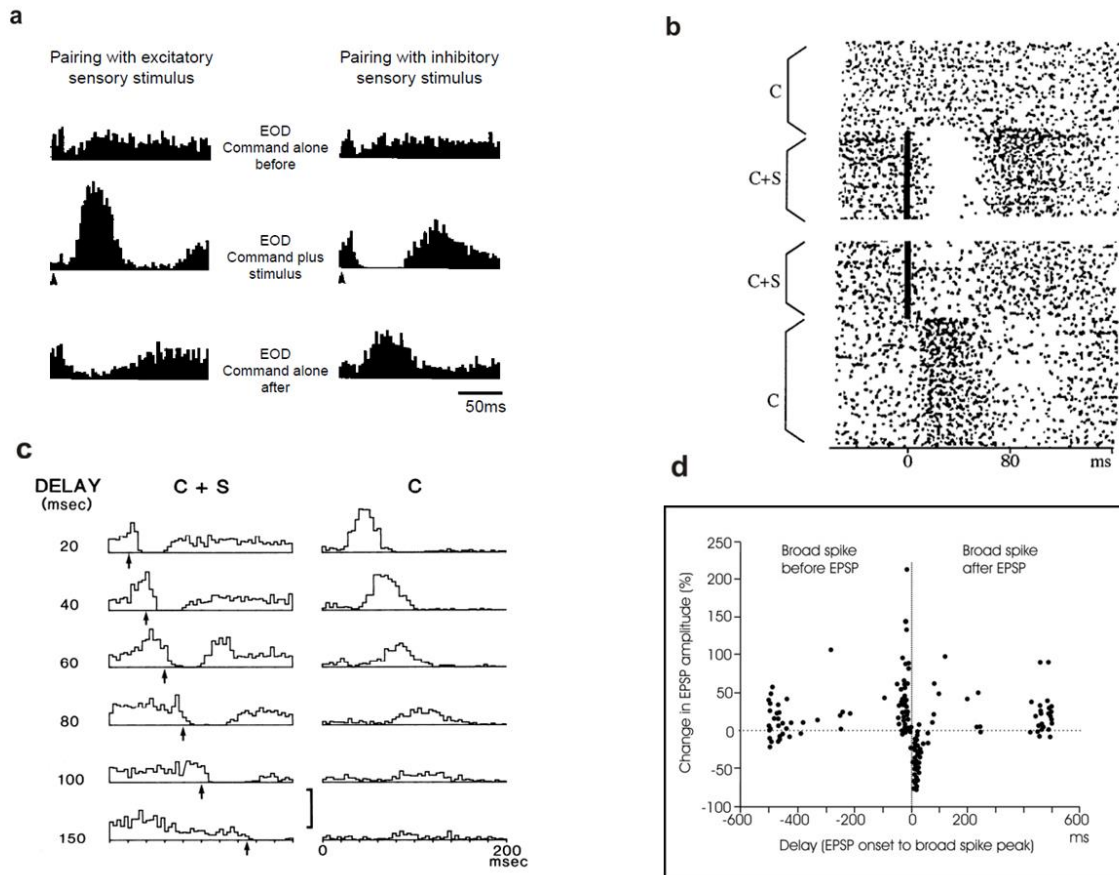 a
Pairing with excitatory
sensory stimulus
Pairing with inhibitory
sensory stimulus
EOD
Command alone
before
EOD
Command plus
stimulus
EOD
Command alone
after
50ms
b
C
C+S
C+S
C
0
80
ms
c
DELAY
(msec)
C + S
C
20
40
60
80
100
150
0
200
msec
d
Broad spike
before EPSP
Broad spike
after EPSP
Change in EPSP amplitude (%)
250
200
150
100
50
0
-50
-100
-600
-400
-200
0
200
400
600
ms
Delay (EPSP onset to broad spike peak)